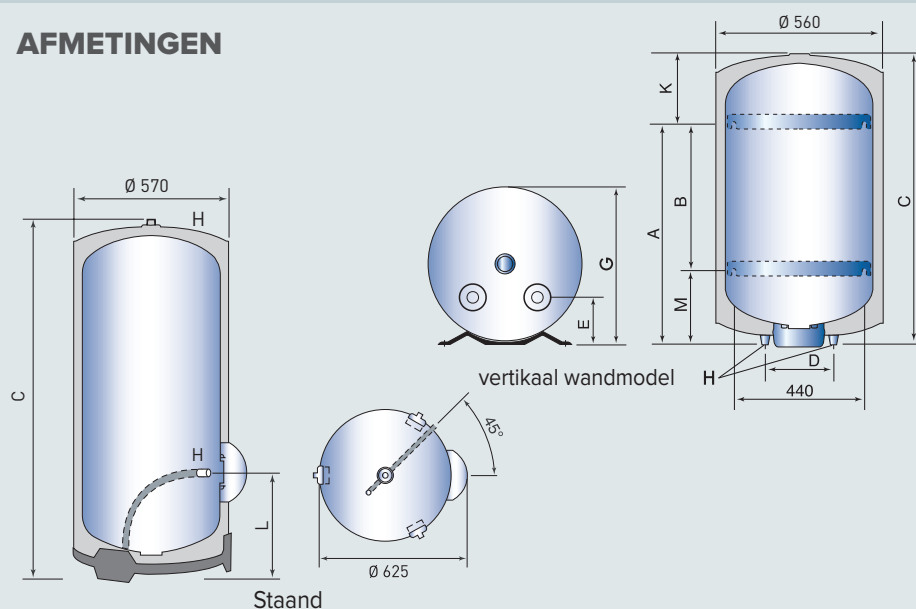 AFMETINGEN
Ø 560
K
A
B
C
M
H
D
440
G
E
vertikaal wandmodel
Ø 570
H
C
H
L
45°
Ø 625
Staand